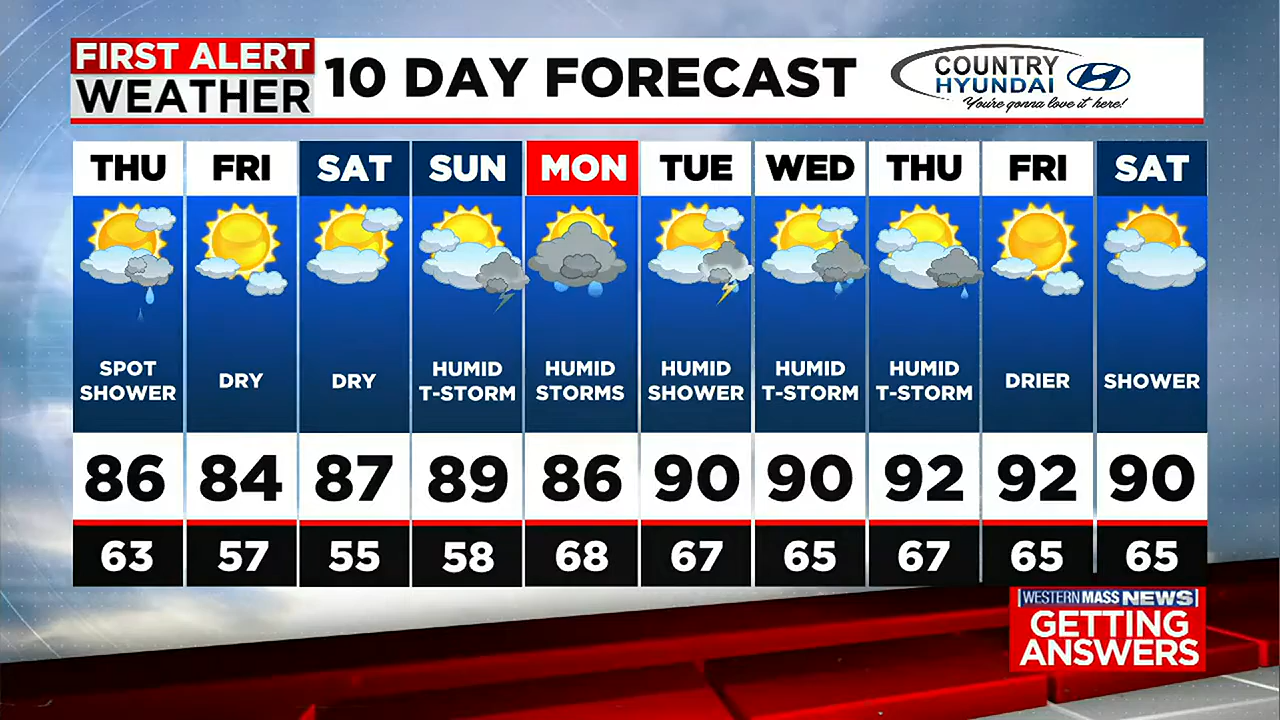 FIRST ALERT
WEATHER
10 DAY FORECAST
COUNTRY
HYUNDAI
You're gonna love it here!
THU FRI SAT SUN MON TUE WED THU FRI SAT
SPOT SHOWER
DRY
DRY
HUMID T-STORM
HUMID STORMS
HUMID SHOWER
HUMID T-STORM
HUMID T-STORM
DRIER
SHOWER
86 84 87 89 86 90 90 92 92 90
63 57 55 58 68 67 65 67 65 65
WESTERN MASS NEWS
GETTING
ANSWERS